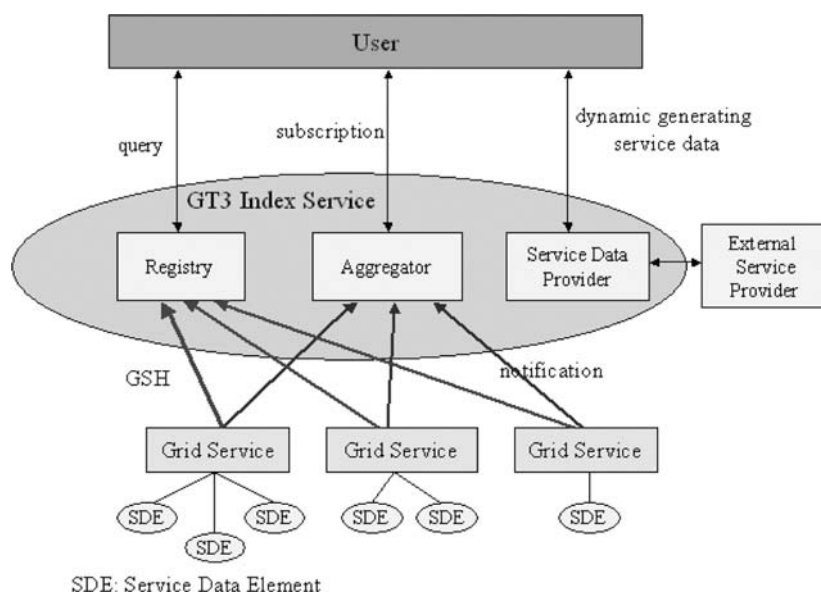 User
query
subscription
dynamic generating
service data
GT3 Index Service
Registry
Aggregator
Service Data
Provider
External
Service
Provider
GSH
notification
Grid Service
Grid Service
Grid Service
SDE
SDE
SDE
SDE
SDE
SDE
SDE: Service Data Element